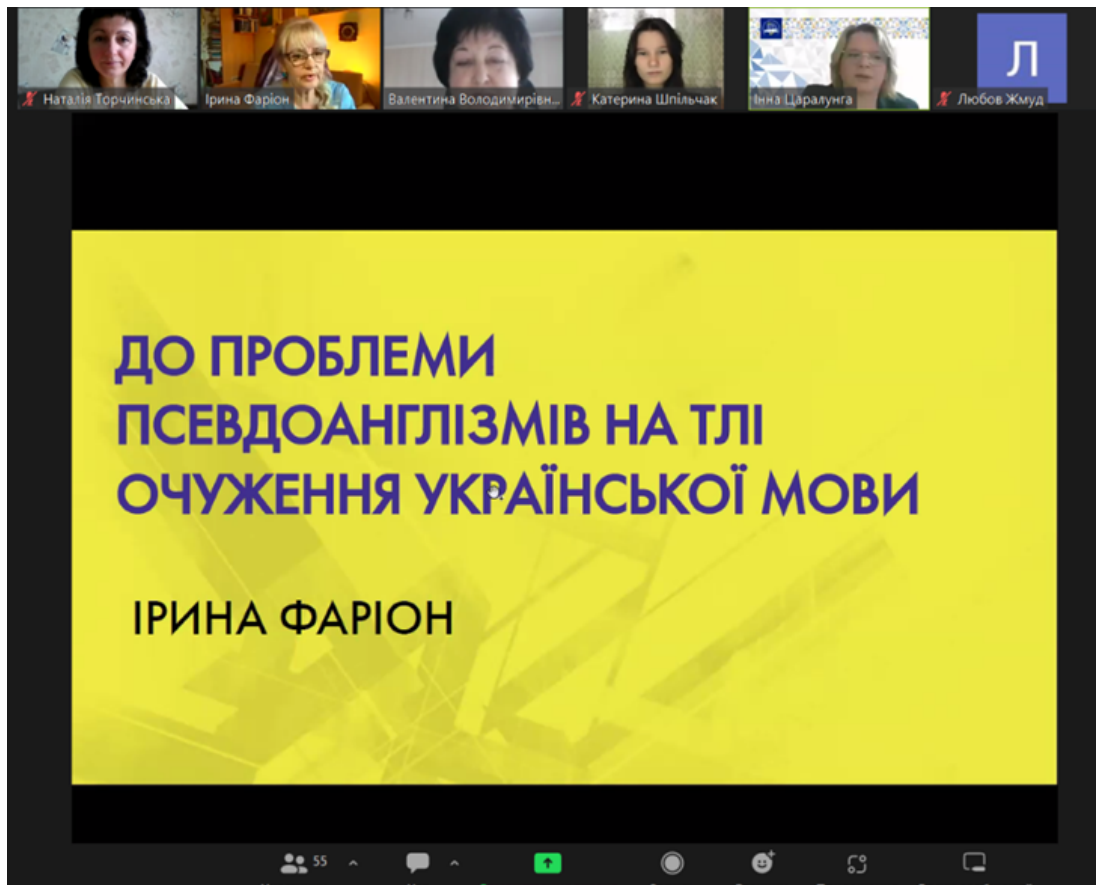 Наталія Торчинська
Ірина Фаріон
Валентина Володимирівн...
Катерина Шпільчак
Інна Царалунга
Л
Любов Жмуд
ДО ПРОБЛЕМИ
ПСЕВДОАНГЛІЗМІВ НА ТЛІ
ОЧУЖЕННЯ УКРАЇНСЬКОЇ МОВИ
ІРИНА ФАРІОН
55